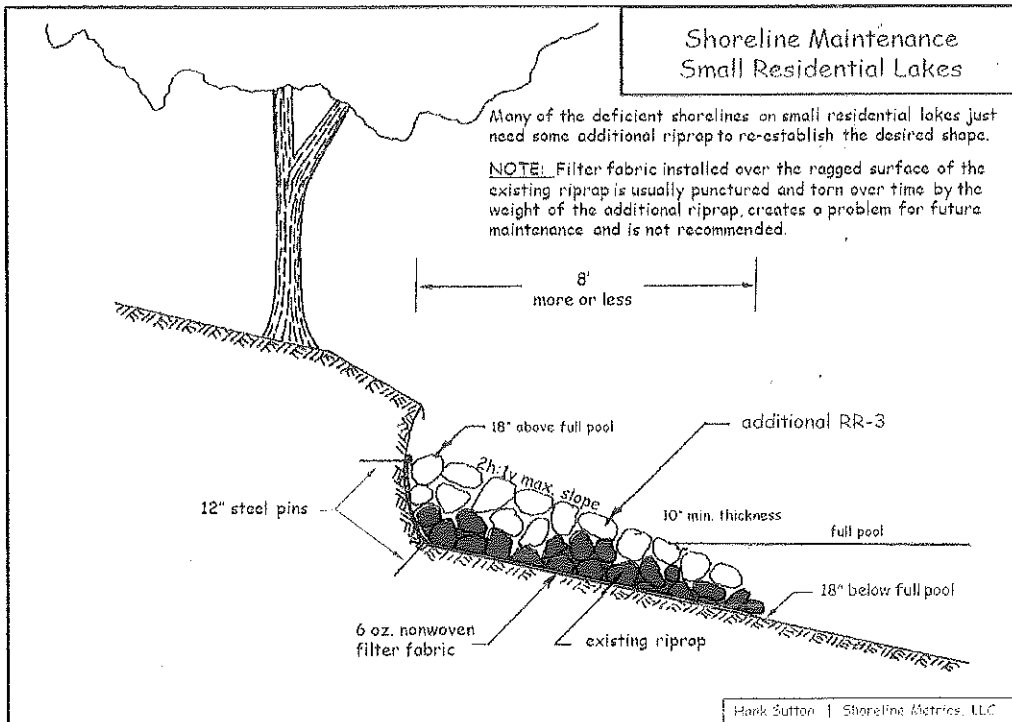 Shoreline Maintenance
Small Residential Lakes
Many of the deficient shorelines on small residential lakes just
need some additional riprap to re-establish the desired shape.
NOTE: Filter fabric installed over the ragged surface of the
existing riprap is usually punctured and torn over time by the
weight of the additional riprap, creates a problem for future
maintenance and is not recommended.
8'
more or less
18" above full pool
additional RR-3
2h:1v max. slope
12" steel pins
10" min. thickness
full pool
18" below full pool
6 oz. nonwoven
filter fabric
existing riprap
Hank Sutton | Shoreline Metrics, LLC